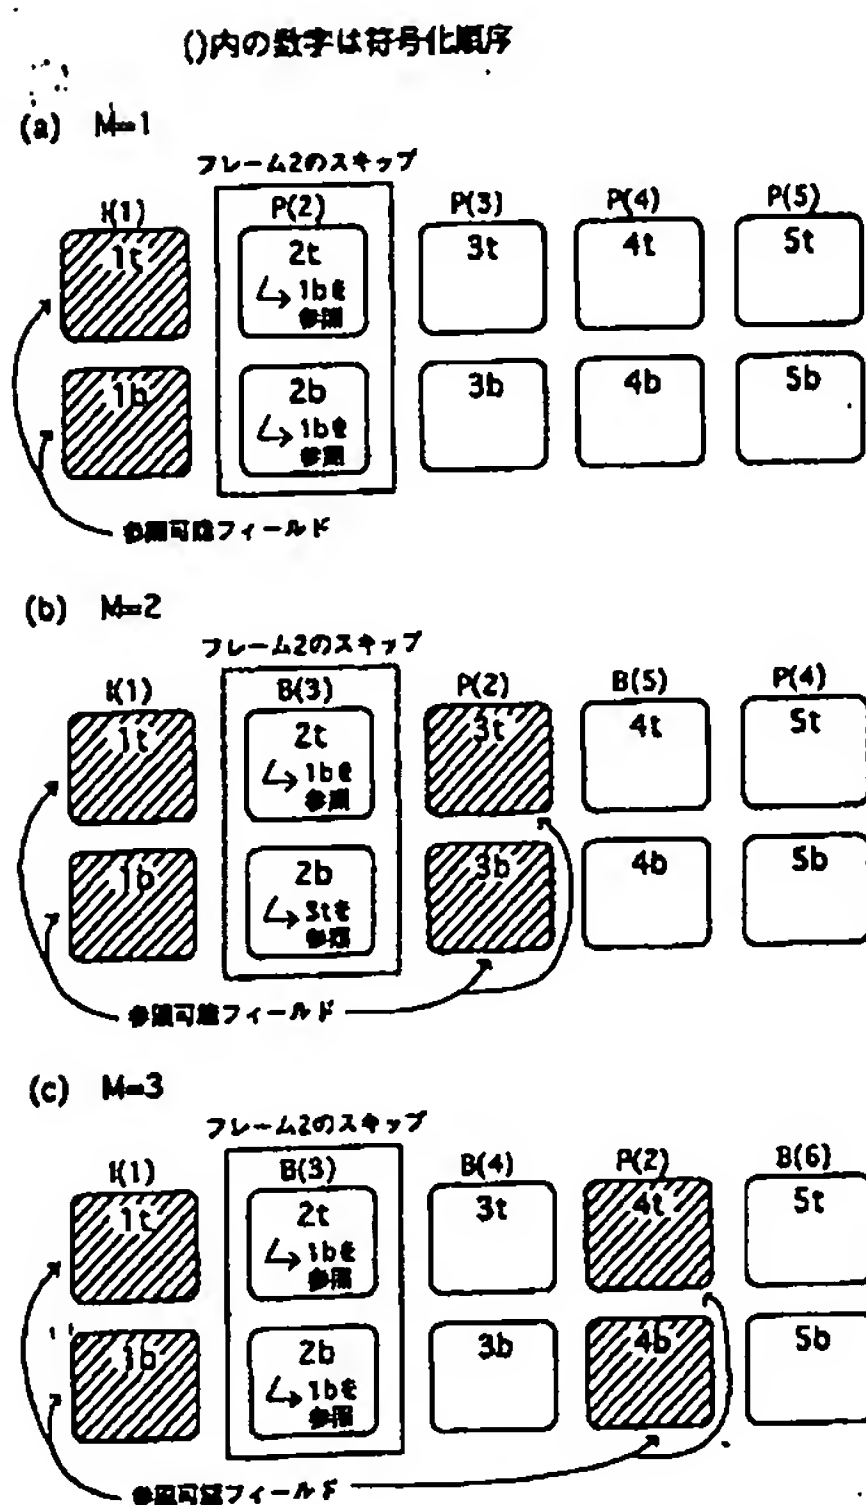 ()内の数字は符号化順序
(a) M=1
フレーム2のスキップ
I(1) P(2) P(3) P(4) P(5)
1t 2t 3t 4t 5t
→1bを
参照
1b 2b 3b 4b 5b
→1bを
参照
参照可能フィールド
(b) M=2
フレーム2のスキップ
I(1) B(3) P(2) B(5) P(4)
1t 2t 3t 4t 5t
→1bを
参照
1b 2b 3b 4b 5b
→3tを
参照
参照可能フィールド
(c) M=3
フレーム2のスキップ
I(1) B(3) B(4) P(2) B(6)
1t 2t 3t 4t 5t
→1bを
参照
1b 2b 3b 4b 5b
→1bを
参照
参照可能フィールド